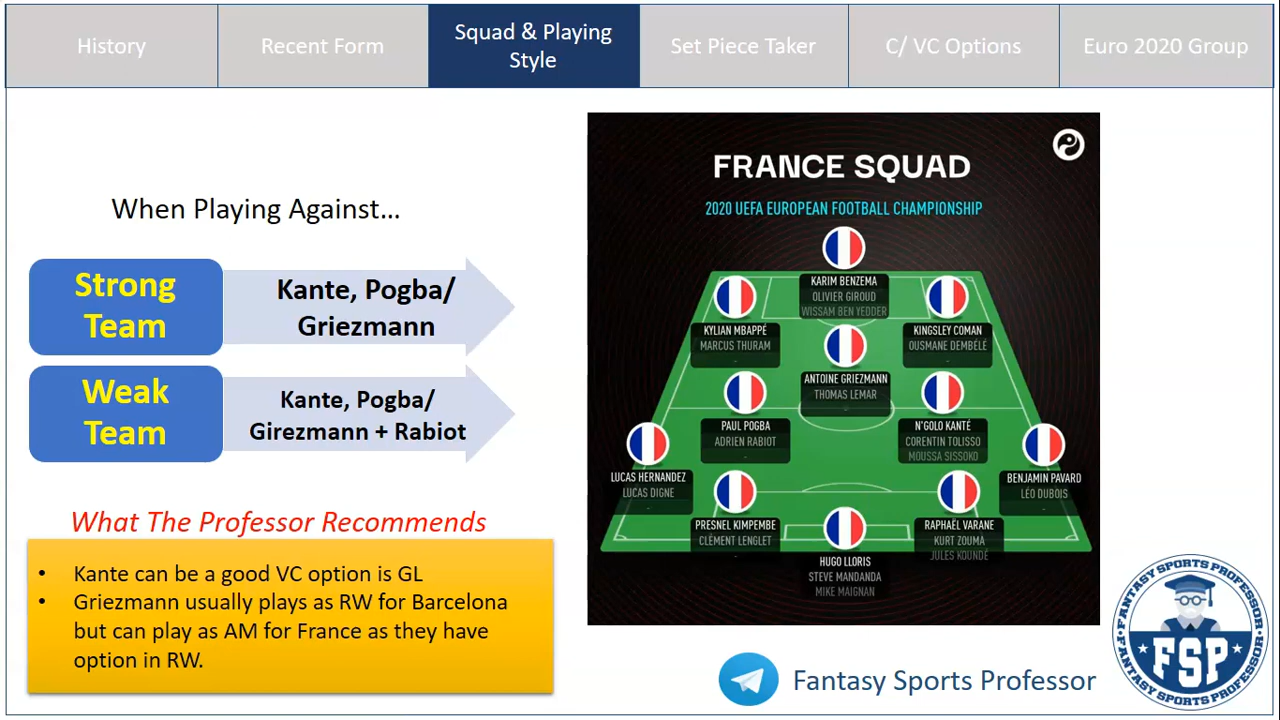 History
Recent Form
Squad & Playing
Style
Set Piece Taker
C/ VC Options
Euro 2020 Group
When Playing Against...
Strong
Team
Kante, Pogba/
Griezmann
Weak
Team
Kante, Pogba/
Girezmann + Rabiot
What The Professor Recommends
• Kante can be a good VC option is GL
• Griezmann usually plays as RW for Barcelona
but can play as AM for France as they have
option in RW.
FRANCE SQUAD
2020 UEFA EUROPEAN FOOTBALL CHAMPIONSHIP
KARIM BENZEMA
OLIVIER GIROUD
WISSAM BEN YEDDER
KYLIAN MBAPPÉ
MARCUS THURAM
KINGSLEY COMAN
OUSMANE DEMBÉLÉ
ANTOINE GRIEZMANN
THOMAS LEMAR
PAUL POGBA
ADRIEN RABIOT
N'GOLO KANTÉ
CORENTIN TOLISSO
MOUSSA SISSOKO
LUCAS HERNANDEZ
LUCAS DIGNE
BENJAMIN PAVARD
LÉO DUBOIS
PRESNEL KIMPEMBE
CLÉMENT LENGLET
RAPHAËL VARANE
KURT ZOUMA
JULES KOUNDÉ
HUGO LLORIS
STEVE MANDANDA
MIKE MAIGNAN
Fantasy Sports Professor
FANTASY SPORTS PROFESSOR
FSP
FANTASY SPORTS PROFESSOR